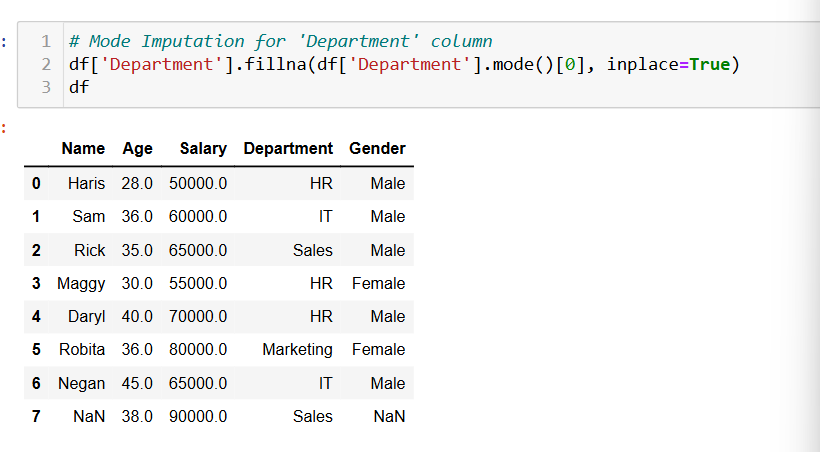 :
1 # Mode Imputation for 'Department' column
2 df['Department'].fillna(df['Department'].mode()[0], inplace=True)
3 df
:
Name Age Salary Department Gender
0 Haris 28.0 50000.0 HR Male
1 Sam 36.0 60000.0 IT Male
2 Rick 35.0 65000.0 Sales Male
3 Maggy 30.0 55000.0 HR Female
4 Daryl 40.0 70000.0 HR Male
5 Robita 36.0 80000.0 Marketing Female
6 Negan 45.0 65000.0 IT Male
7 NaN 38.0 90000.0 Sales NaN